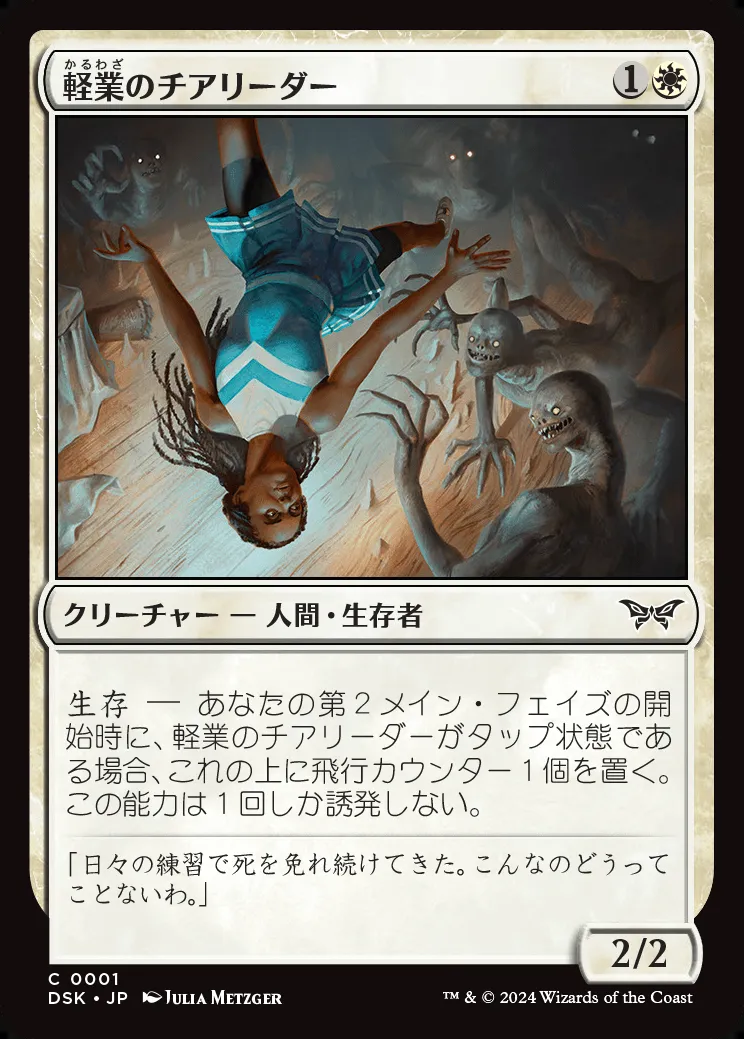 かるわざ
軽業のチアリーダー 1
クリーチャー — 人間・生存者
生存 — あなたの第２メイン・フェイズの開
始時に、軽業のチアリーダーがタップ状態であ
る場合、これの上に飛行カウンター１個を置く。
この能力は１回しか誘発しない。
「日々の練習で死を免れ続けてきた。こんなのどうって
ことないわ。」
2/2
C 0001
DSK • JP Julia Metzger
™ & © 2024 Wizards of the Coast